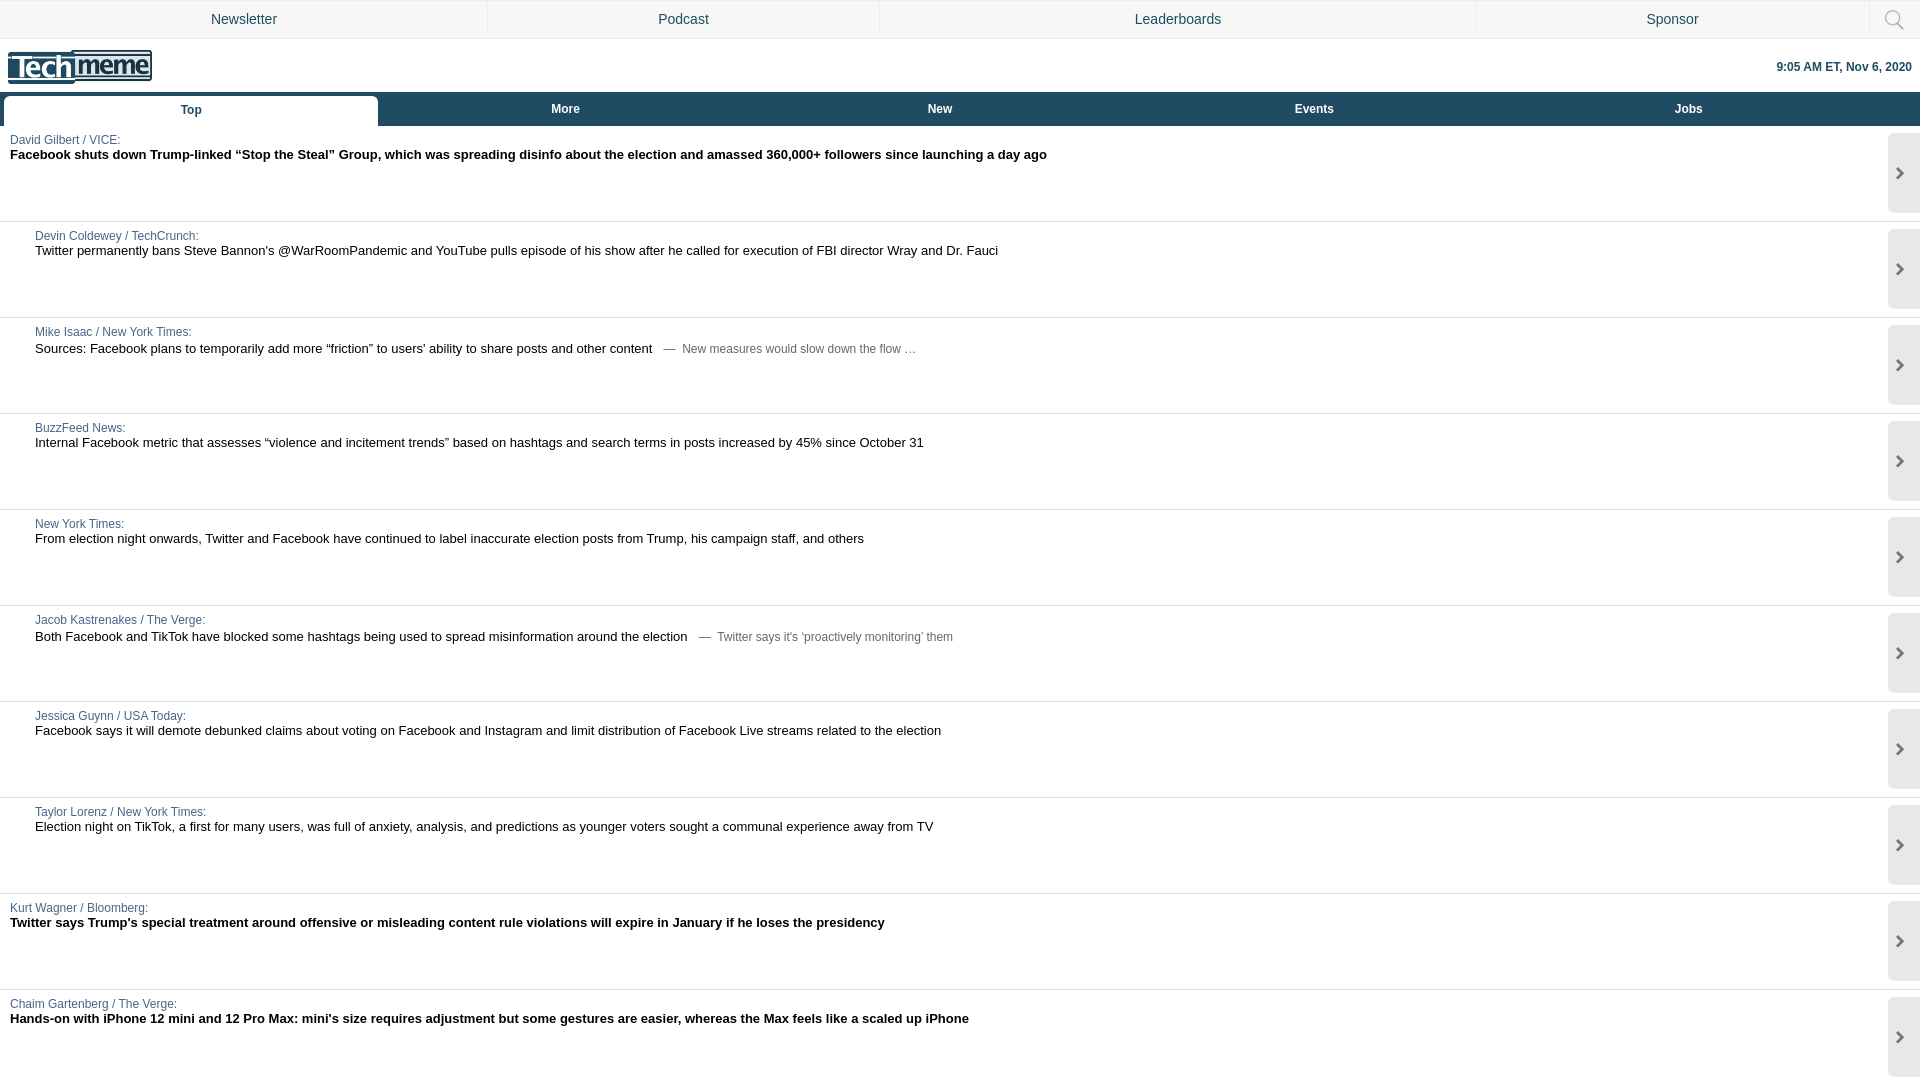 Newsletter
Podcast
Leaderboards
Sponsor
Techmeme
9:05 AM ET, Nov 6, 2020
Top
More
New
Events
Jobs
David Gilbert / VICE:
Facebook shuts down Trump-linked “Stop the Steal” Group, which was spreading disinfo about the election and amassed 360,000+ followers since launching a day ago
Devin Coldewey / TechCrunch:
Twitter permanently bans Steve Bannon's @WarRoomPandemic and YouTube pulls episode of his show after he called for execution of FBI director Wray and Dr. Fauci
Mike Isaac / New York Times:
Sources: Facebook plans to temporarily add more “friction” to users' ability to share posts and other content — New measures would slow down the flow …
BuzzFeed News:
Internal Facebook metric that assesses “violence and incitement trends” based on hashtags and search terms in posts increased by 45% since October 31
New York Times:
From election night onwards, Twitter and Facebook have continued to label inaccurate election posts from Trump, his campaign staff, and others
Jacob Kastrenakes / The Verge:
Both Facebook and TikTok have blocked some hashtags being used to spread misinformation around the election — Twitter says it's ‘proactively monitoring’ them
Jessica Guynn / USA Today:
Facebook says it will demote debunked claims about voting on Facebook and Instagram and limit distribution of Facebook Live streams related to the election
Taylor Lorenz / New York Times:
Election night on TikTok, a first for many users, was full of anxiety, analysis, and predictions as younger voters sought a communal experience away from TV
Kurt Wagner / Bloomberg:
Twitter says Trump's special treatment around offensive or misleading content rule violations will expire in January if he loses the presidency
Chaim Gartenberg / The Verge:
Hands-on with iPhone 12 mini and 12 Pro Max: mini's size requires adjustment but some gestures are easier, whereas the Max feels like a scaled up iPhone